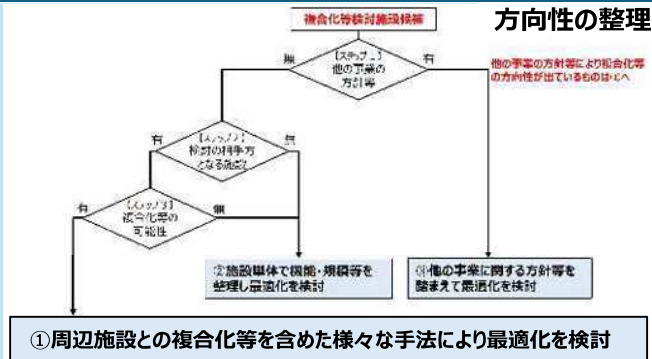 方向性の整理
複合化等検討施設候補
【ステップ1】
他の事業の
方針等
無
有
他の事業の方針等により複合化等
の方向性が出ているものは③へ
【ステップ2】
検討の相手方
となる施設
有
無
【ステップ3】
複合化等の
可能性
有
無
②施設単体で機能・規模等を
整理し最適化を検討
③他の事業に関する方針等を
踏まえて最適化を検討
①周辺施設との複合化等を含めた様々な手法により最適化を検討